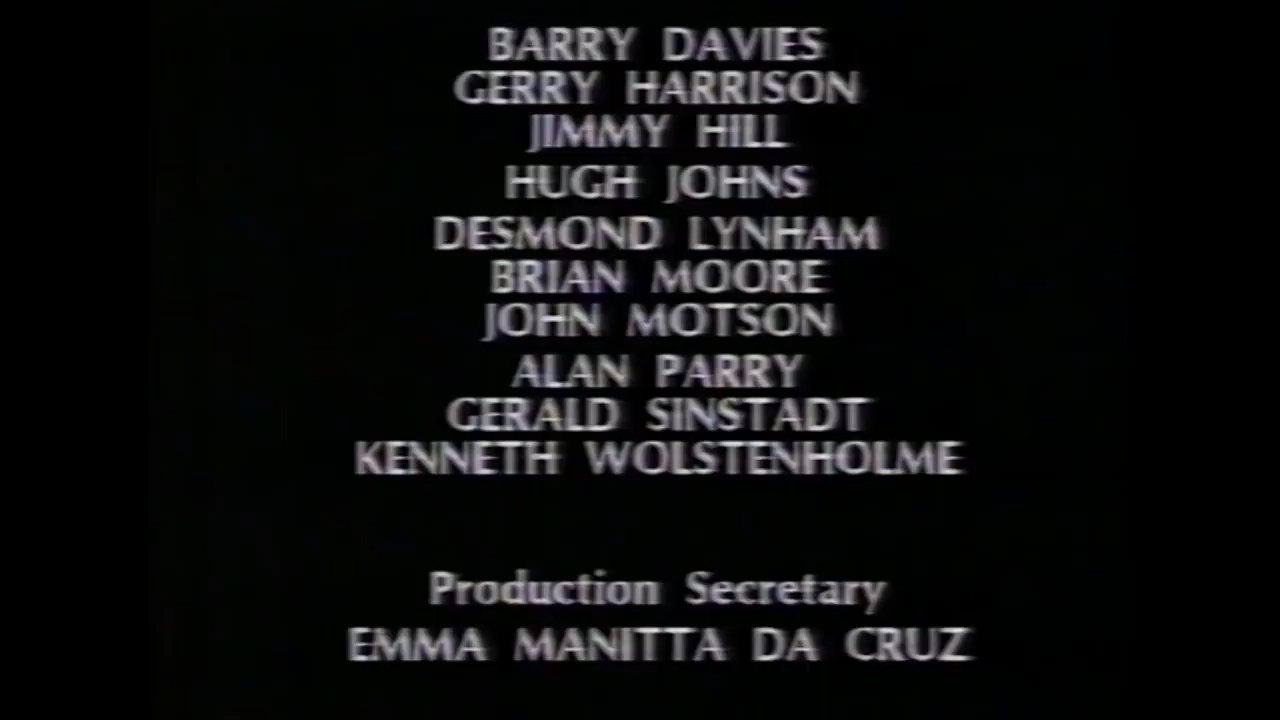 BARRY DAVIES
GERRY HARRISON
JIMMY HILL
HUGH JOHNS
DESMOND LYNHAM
BRIAN MOORE
JOHN MOTSON
ALAN PARRY
GERALD SINSTADT
KENNETH WOLSTENHOLME
Production Secretary
EMMA MANITTA DA CRUZ